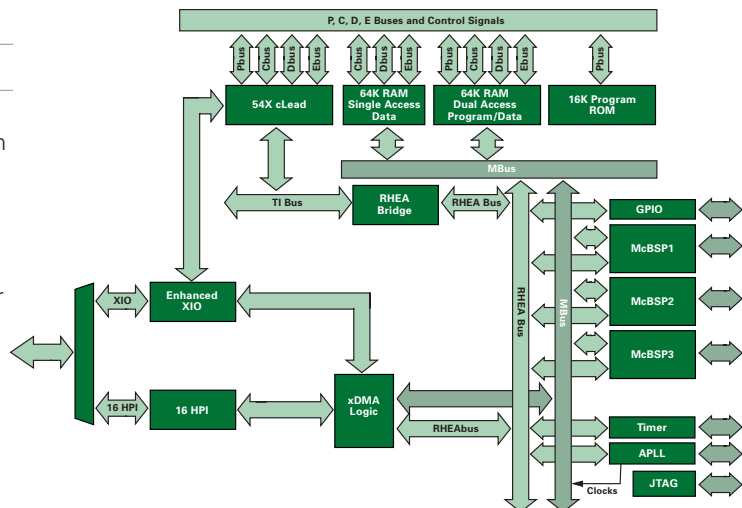 P, C, D, E Buses and Control Signals
Pbus Cbus Dbus Ebus Cbus Dbus Ebus Pbus Cbus Dbus Ebus Pbus
54X cLead
64K RAM
Single Access
Data
64K RAM
Dual Access
Program/Data
16K Program
ROM
MBus
TI Bus
RHEA
Bridge
RHEA Bus
GPIO
McBSP1
RHEA Bus
MBus
McBSP2
McBSP3
XIO
Enhanced
XIO
16 HPI
16 HPI
xDMA
Logic
RHEAbus
Timer
APLL
Clocks
JTAG